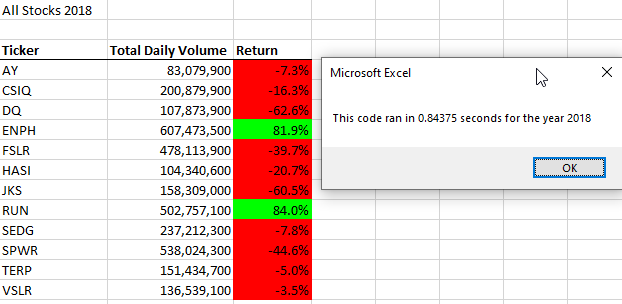 All Stocks 2018
Ticker Total Daily Volume Return
AY 83,079,900 -7.3%
CSIQ 200,879,900 -16.3%
DQ 107,873,900 -62.6%
ENPH 607,473,500 81.9%
FSLR 478,113,900 -39.7%
HASI 104,340,600 -20.7%
JKS 158,309,000 -60.5%
RUN 502,757,100 84.0%
SEDG 237,212,300 -7.8%
SPWR 538,024,300 -44.6%
TERP 151,434,700 -5.0%
VSLR 136,539,100 -3.5%
Microsoft Excel
This code ran in 0.84375 seconds for the year 2018
OK